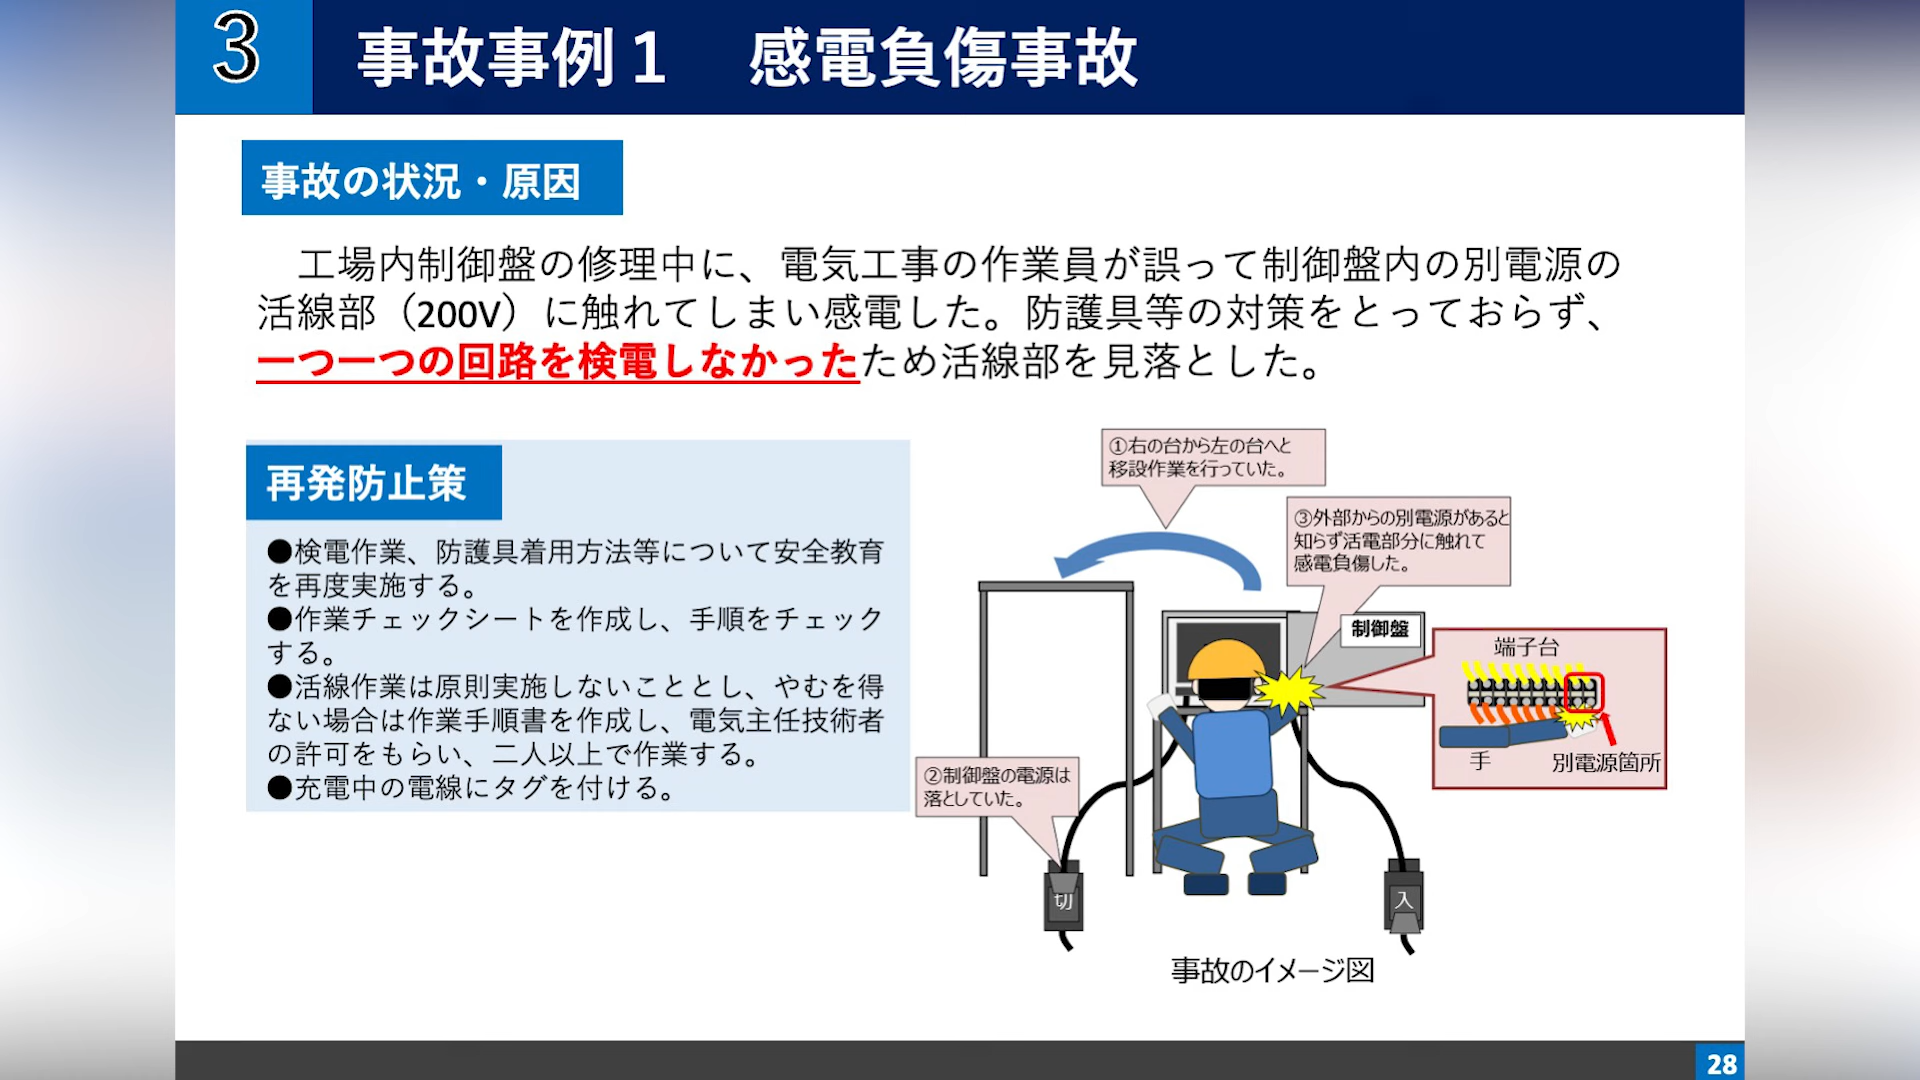 3
事故事例1　感電負傷事故
事故の状況・原因
工場内制御盤の修理中に、電気工事の作業員が誤って制御盤内の別電源の
活線部（200V）に触れてしまい感電した。防護具等の対策をとっておらず、
一つ一つの回路を検電しなかったため活線部を見落とした。
再発防止策
●検電作業、防護具着用方法等について安全教育
を再度実施する。
●作業チェックシートを作成し、手順をチェック
する。
●活線作業は原則実施しないこととし、やむを得
ない場合は作業手順書を作成し、電気主任技術者
の許可をもらい、二人以上で作業する。
●充電中の電線にタグを付ける。
①右の台から左の台へと
移設作業を行っていた。
③外部からの別電源があると
知らず活電部分に触れて
感電負傷した。
制御盤
端子台
手
別電源箇所
②制御盤の電源は
落としていた。
切
入
事故のイメージ図
28